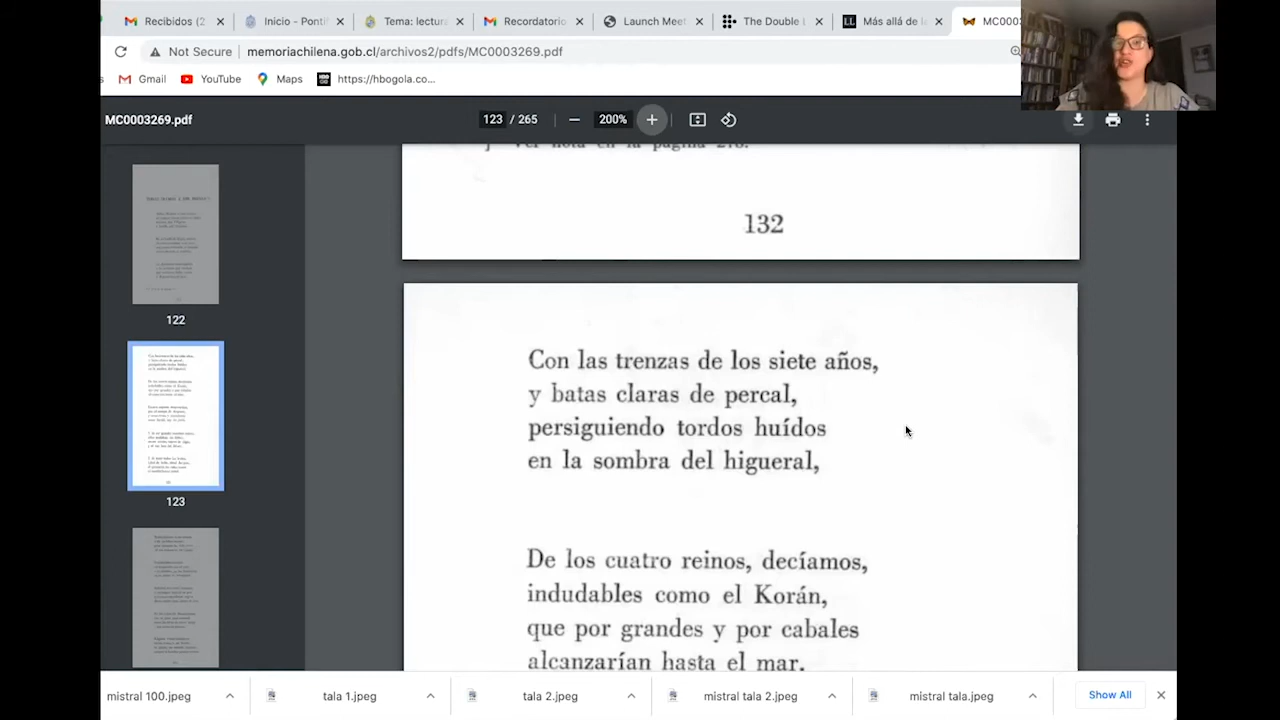 Recibidos (2
Inicio - Ponti
Tema: lectura
Recordatorio
Launch Meet
The Double L
Más allá de l
MC0003
Not Secure
memoriachilena.gob.cl/archivos2/pdfs/MC0003269.pdf
s
Gmail
YouTube
Maps
https://hbogola.co...
MC0003269.pdf
123 / 265
200%
122
123
132
Con las trenzas de los siete años,
y batas claras de percal,
persiguiendo tordos huídos
en la sombra del higueral,
De los cuatro reinos, decíamos,
indudables como el Korán,
que por grandes y por cabales
alcanzarían hasta el mar.
mistral 100.jpeg
tala 1.jpeg
tala 2.jpeg
mistral tala 2.jpeg
mistral tala.jpeg
Show All